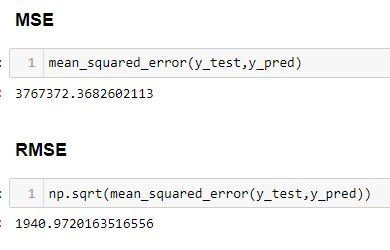 MSE
: 1 mean_squared_error(y_test,y_pred)
: 3767372.3682602113
RMSE
: 1 np.sqrt(mean_squared_error(y_test,y_pred))
: 1940.9720163516556